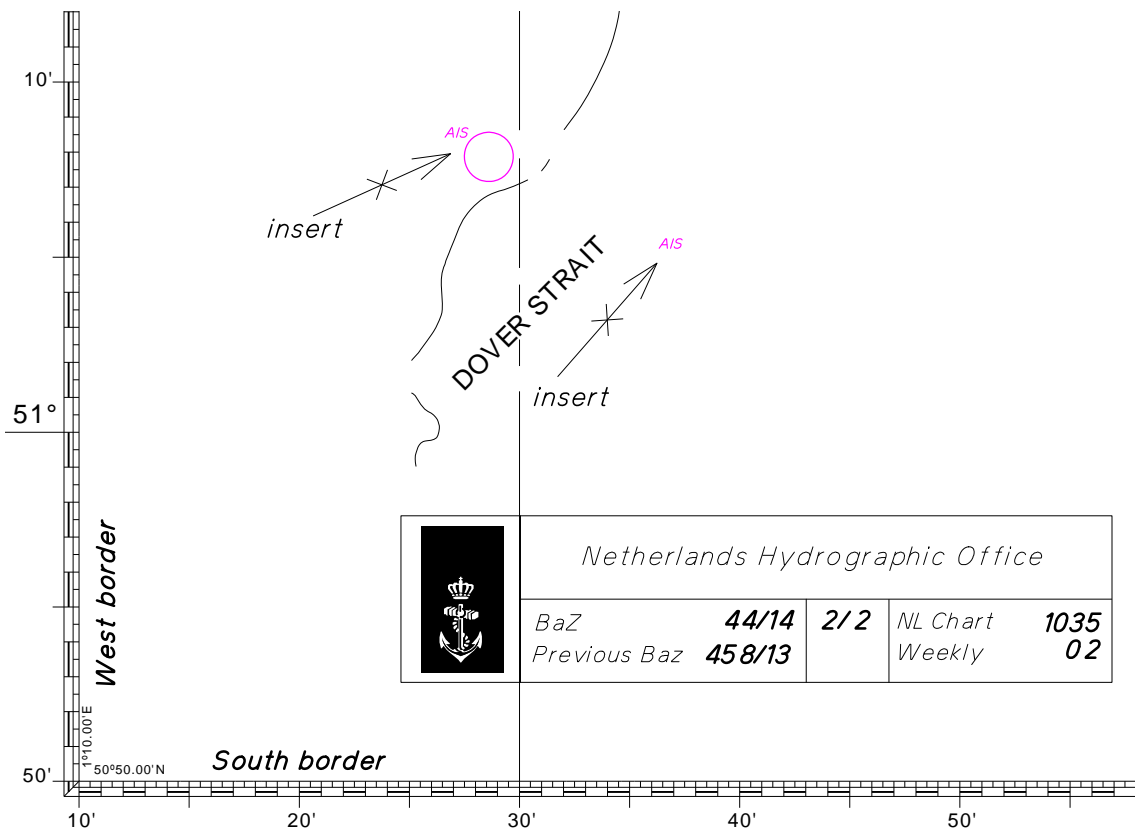 10'
AIS
insert
AIS
DOVER STRAIT
insert
51°
West border
Netherlands Hydrographic Office
BaZ 44/14 2/2 NL Chart 1035
Previous Baz 458/13 Weekly 02
1°10.00'E
50°50.00'N
South border
50'
10' 20' 30' 40' 50'